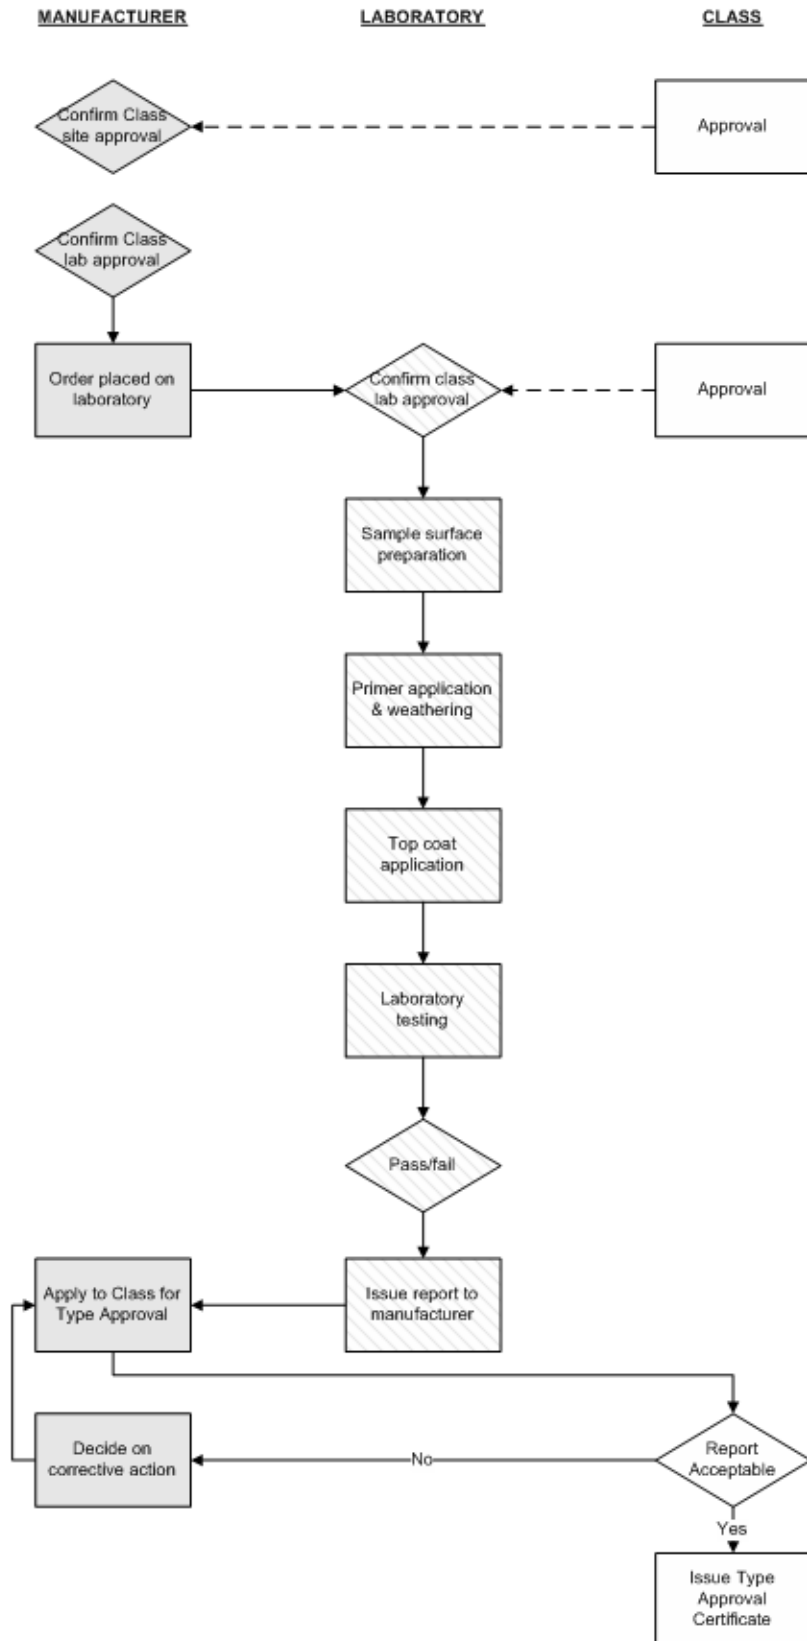 MANUFACTURER
LABORATORY
CLASS
Confirm Class
site approval
Approval
Confirm Class
lab approval
Order placed on
laboratory
Confirm class
lab approval
Approval
Sample surface
preparation
Primer application
& weathering
Top coat
application
Laboratory
testing
Pass/fail
Apply to Class for
Type Approval
Issue report to
manufacturer
Decide on
corrective action
No
Report
Acceptable
Yes
Issue Type
Approval
Certificate